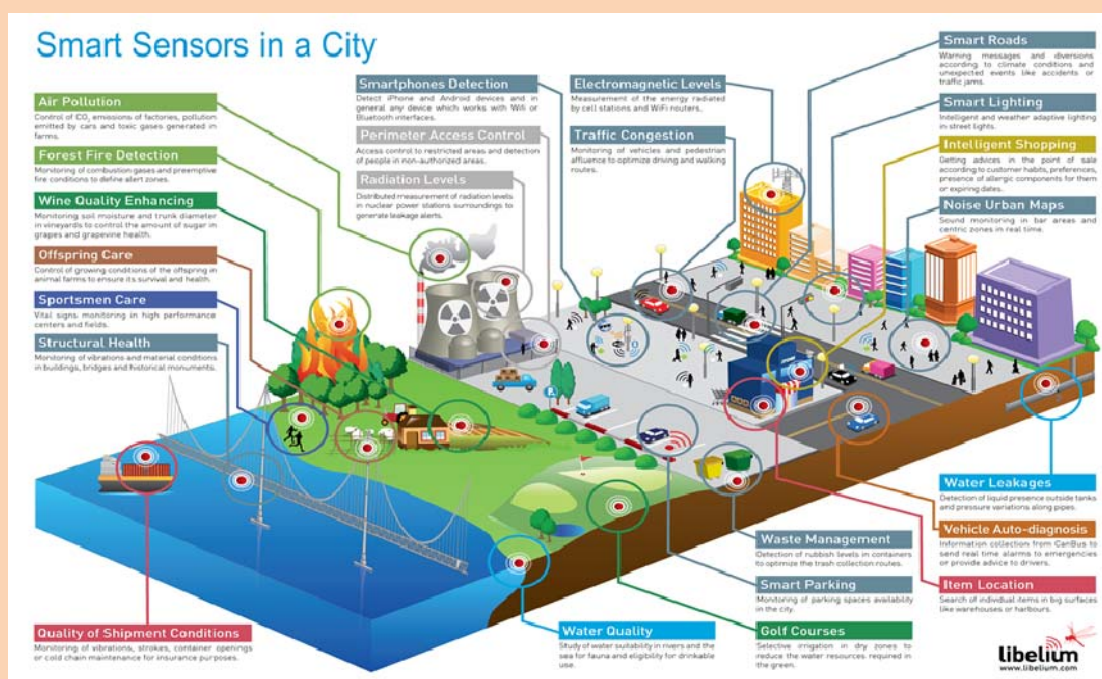 Smart Sensors in a City
Air Pollution
Control of CO₂ emissions of factories, pollution
emitted by cars and toxic gases generated in
farms.
Forest Fire Detection
Monitoring of combustion gases and preemptive
fire conditions to define alert zones.
Wine Quality Enhancing
Monitoring soil moisture and trunk diameter
in vineyards to control the amount of sugar in
grapes and grapevine health.
Offspring Care
Control of growing conditions of the offspring in
animal farms to ensure its survival and health.
Sportsmen Care
Vital signs monitoring in high performance
centers and fields.
Structural Health
Monitoring of vibrations and material conditions
in buildings, bridges and historical monuments.
Quality of Shipment Conditions
Monitoring of vibrations, strokes, container openings
or cold chain maintenance for insurance purposes.
Smartphones Detection
Detect iPhone and Android devices and in
general any device which works with Wifi or
Bluetooth interfaces.
Perimeter Access Control
Access control to restricted areas and detection
of people in non-authorized areas.
Radiation Levels
Distributed measurement of radiation levels
in nuclear power stations surroundings to
generate leakage alerts.
Electromagnetic Levels
Measurement of the energy radiated
by cell stations and WiFi routers.
Traffic Congestion
Monitoring of vehicles and pedestrian
affluence to optimize driving and walking
routes.
Smart Roads
Warning messages and diversions
according to climate conditions and
unexpected events like accidents or
traffic jams.
Smart Lighting
Intelligent and weather adaptive lighting
in street lights.
Intelligent Shopping
Getting advices in the point of sale
according to customer habits, preferences,
presence of allergic components for them
or expiring dates.
Noise Urban Maps
Sound monitoring in bar areas and
centric zones in real time.
Water Leakages
Detection of liquid presence outside tanks
and pressure variations along pipes.
Vehicle Auto-diagnosis
Information collection from CanBus to
send real time alarms to emergencies
or provide advice to drivers.
Item Location
Search of individual items in big surfaces
like warehouses or harbours.
Waste Management
Detection of rubbish levels in containers
to optimize the trash collection routes.
Smart Parking
Monitoring of parking spaces availability
in the city.
Golf Courses
Selective irrigation in dry zones to
reduce the water resources required in
the green.
Water Quality
Study of water suitability in rivers and the
sea for fauna and eligibility for drinkable
use.
P
libelium
www.libelium.com